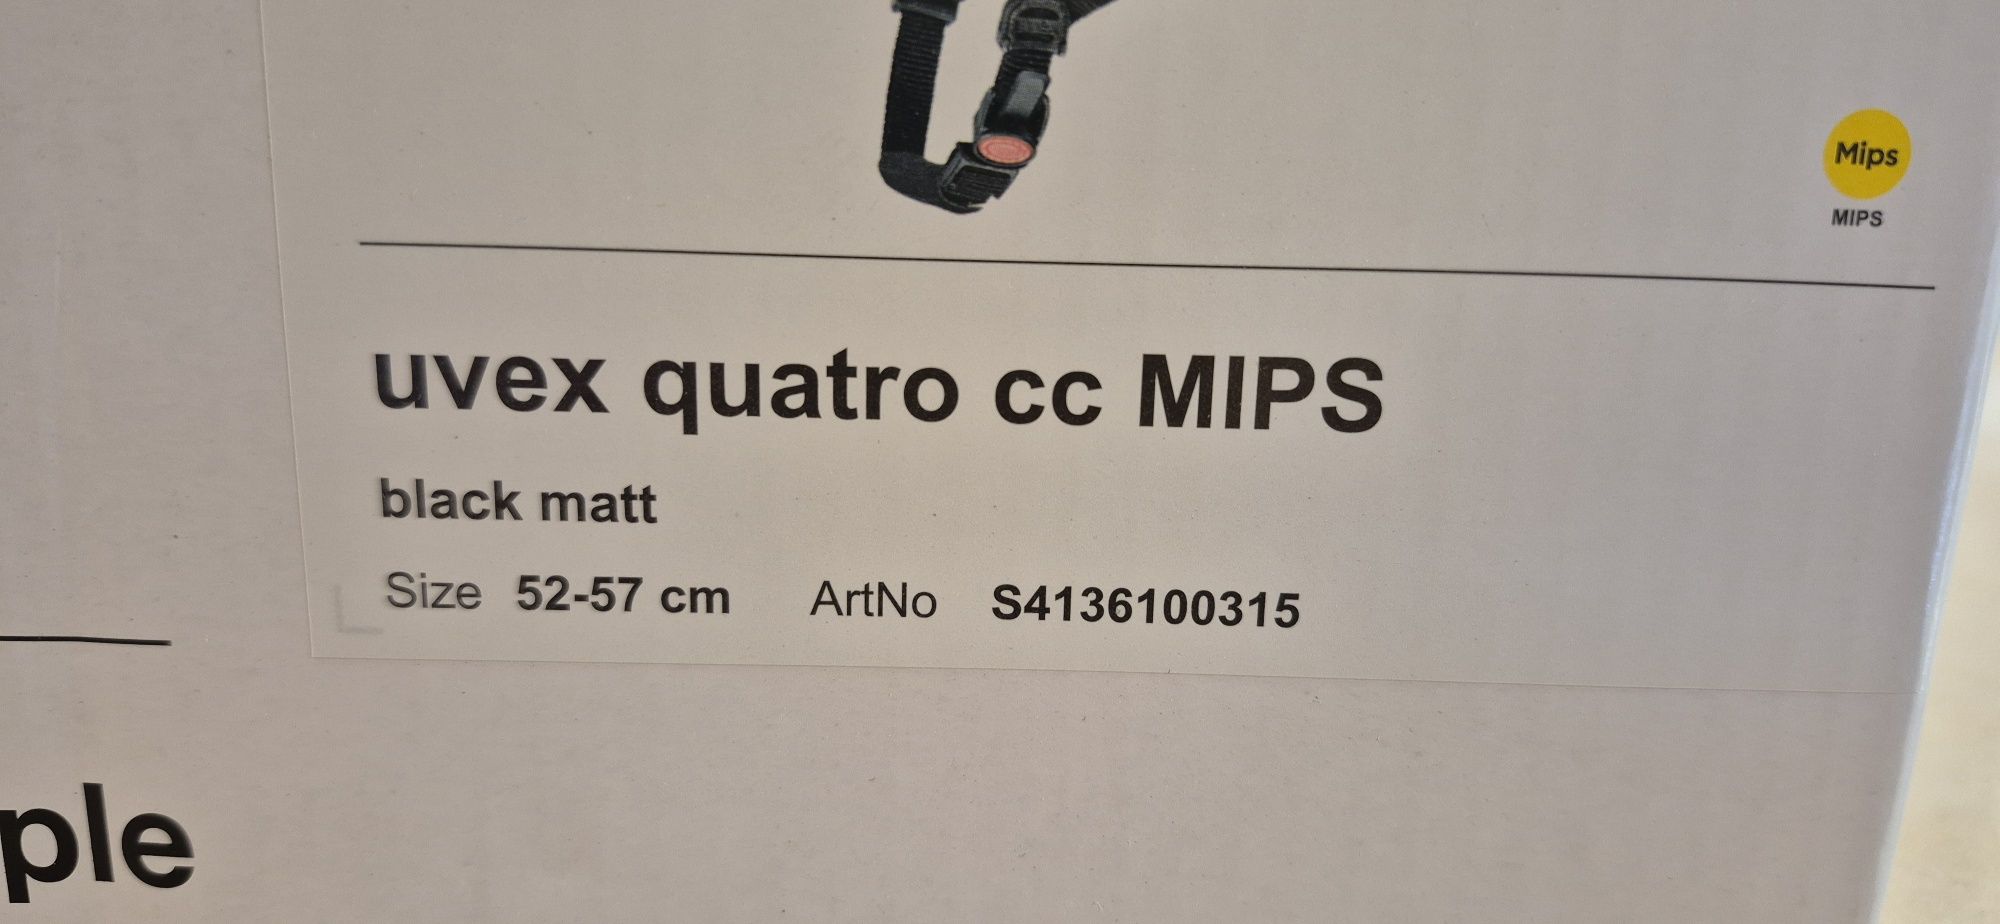 Mips
MIPS
uvex quatro cc MIPS
black matt
Size 52-57 cm ArtNo S4136100315
ple